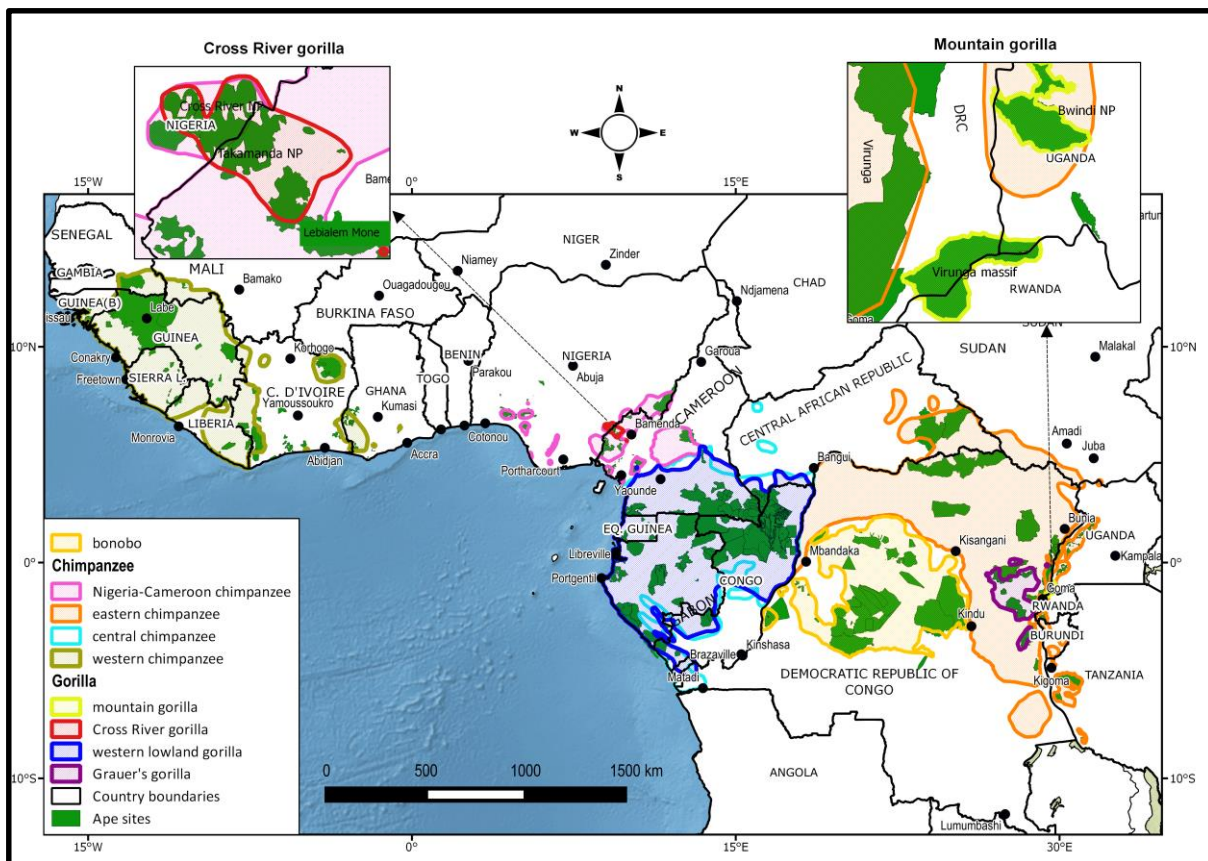 Cross River gorilla
Mountain gorilla
Cross River NP
NIGERIA
Takamanda NP
Lebialem Mone
N
W
E
S
DRC
Virunga
Bwindi NP
UGANDA
Virunga massif
RWANDA
15°W
0°
15°E
SENEGAL
GAMBIA
GUINEA(B)
MALI
Bamako
Labe
GUINEA
Conakry
Freetown
SIERRA L.
LIBERIA
Monrovia
Korhogo
C. D'IVOIRE
Yamoussoukro
Abidjan
BURKINA FASO
Ouagadougou
GHANA
Kumasi
Accra
TOGO
BENIN
Parakou
Cotonou
Niamey
NIGER
Zinder
NIGERIA
Abuja
Portharcourt
CHAD
Ndjamena
Garoua
CAMEROON
Bamenda
Yaounde
CENTRAL AFRICAN REPUBLIC
Bangui
SUDAN
Malakal
Amadi
Juba
10°N
10°N
EQ. GUINEA
Libreville
Portgentil
GABON
CONGO
Brazaville
Kinshasa
Matadi
Mbandaka
Kisangani
Kindu
DEMOCRATIC REPUBLIC OF
CONGO
Bunia
UGANDA
Kampala
Goma
RWANDA
BURUNDI
Kigoma
TANZANIA
0°
ANGOLA
Lumumbashi
10°S
10°S
0 500 1000 1500 km
bonobo
Chimpanzee
Nigeria-Cameroon chimpanzee
eastern chimpanzee
central chimpanzee
western chimpanzee
Gorilla
mountain gorilla
Cross River gorilla
western lowland gorilla
Grauer's gorilla
Country boundaries
Ape sites
15°W
0°
15°E
30°E